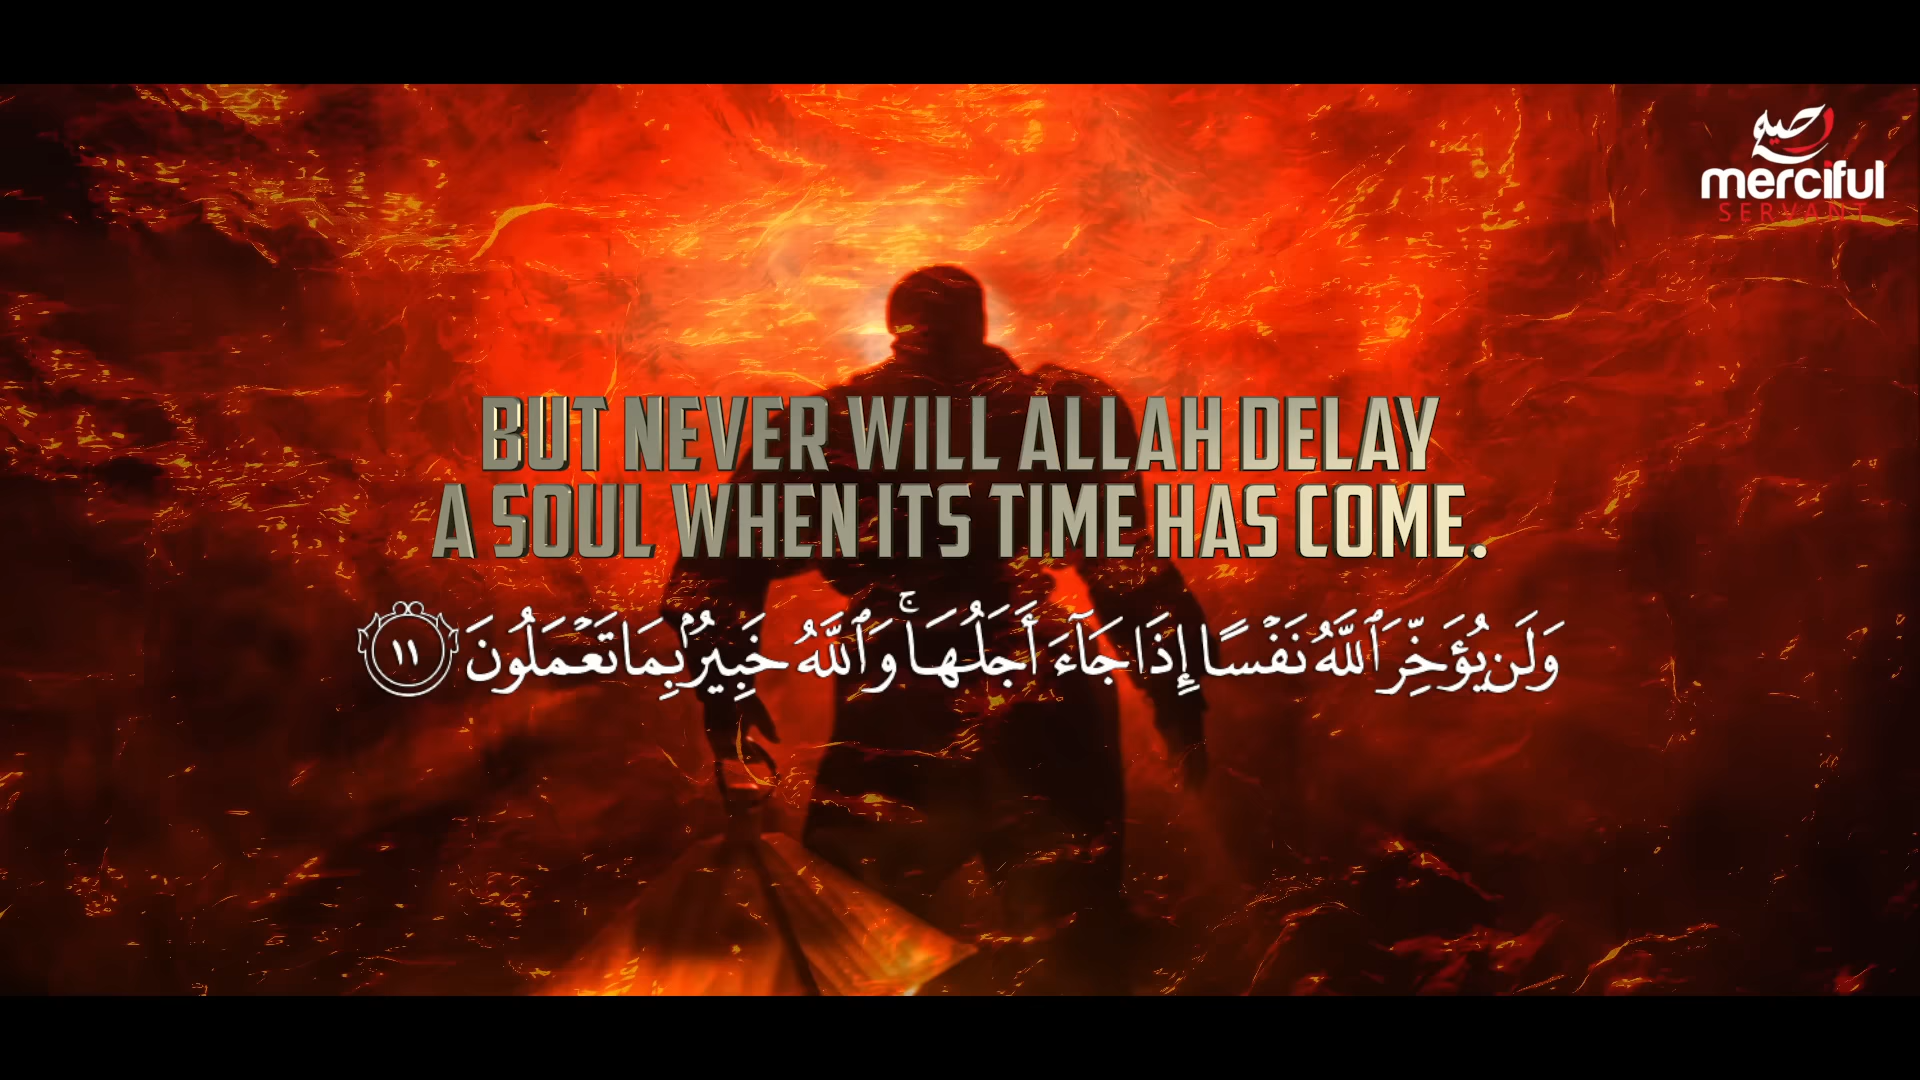 رحيم
merciful
SERVANT
BUT NEVER WILL ALLAH DELAY
A SOUL WHEN ITS TIME HAS COME.
وَلَن يُؤَخِّرَ ٱللَّهُ نَفْسًا إِذَا جَآءَ أَجَلُهَا ۚ وَٱللَّهُ خَبِيرٌۢ بِمَا تَعْمَلُونَ ١١